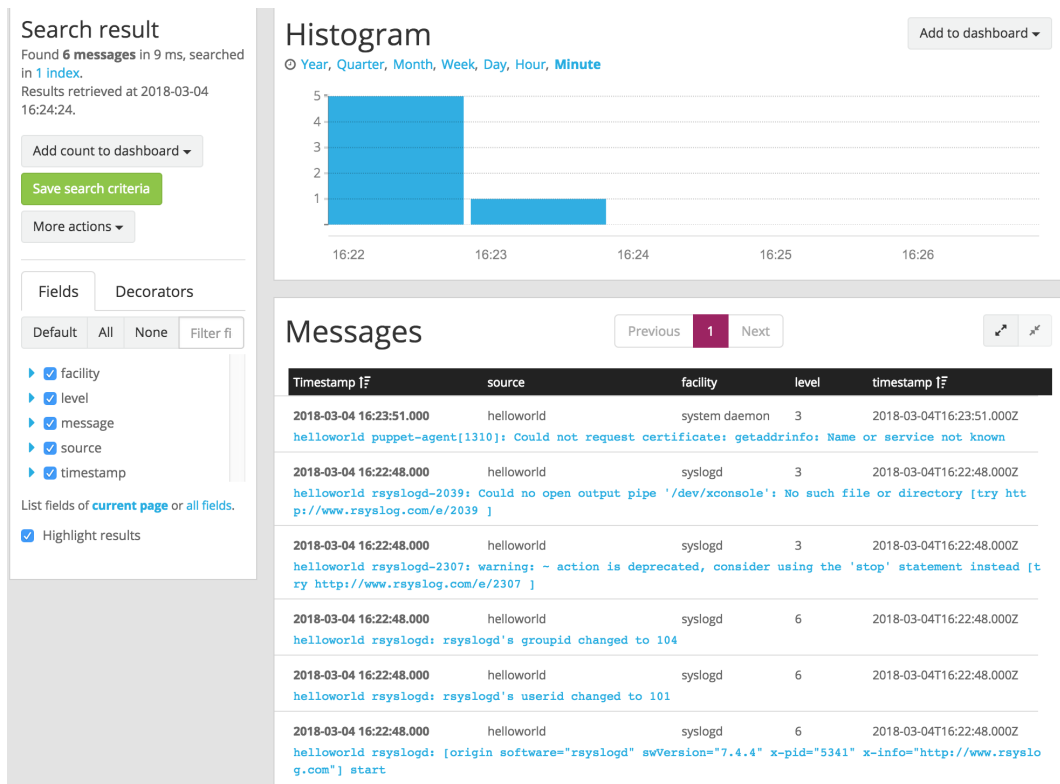 Search result
Found 6 messages in 9 ms, searched
in 1 index.
Results retrieved at 2018-03-04
16:24:24.
Add count to dashboard
Save search criteria
More actions
Fields Decorators
Default All None Filter fi
facility
level
message
source
timestamp
List fields of current page or all fields.
Highlight results
Histogram
Add to dashboard
Year, Quarter, Month, Week, Day, Hour, Minute
5
4
3
2
1
16:22 16:23 16:24 16:25 16:26
Messages
Previous 1 Next
Timestamp source facility level timestamp
2018-03-04 16:23:51.000 helloworld system daemon 3 2018-03-04T16:23:51.000Z
helloworld puppet-agent[1310]: Could not request certificate: getaddrinfo: Name or service not known
2018-03-04 16:22:48.000 helloworld syslogd 3 2018-03-04T16:22:48.000Z
helloworld rsyslogd-2039: Could no open output pipe '/dev/xconsole': No such file or directory [try htt
p://www.rsyslog.com/e/2039 ]
2018-03-04 16:22:48.000 helloworld syslogd 3 2018-03-04T16:22:48.000Z
helloworld rsyslogd-2307: warning: ~ action is deprecated, consider using the 'stop' statement instead [t
ry http://www.rsyslog.com/e/2307 ]
2018-03-04 16:22:48.000 helloworld syslogd 6 2018-03-04T16:22:48.000Z
helloworld rsyslogd: rsyslogd's groupid changed to 104
2018-03-04 16:22:48.000 helloworld syslogd 6 2018-03-04T16:22:48.000Z
helloworld rsyslogd: rsyslogd's userid changed to 101
2018-03-04 16:22:48.000 helloworld syslogd 6 2018-03-04T16:22:48.000Z
helloworld rsyslogd: [origin software="rsyslogd" swVersion="7.4.4" x-pid="5341" x-info="http://www.rsyslo
g.com"] start